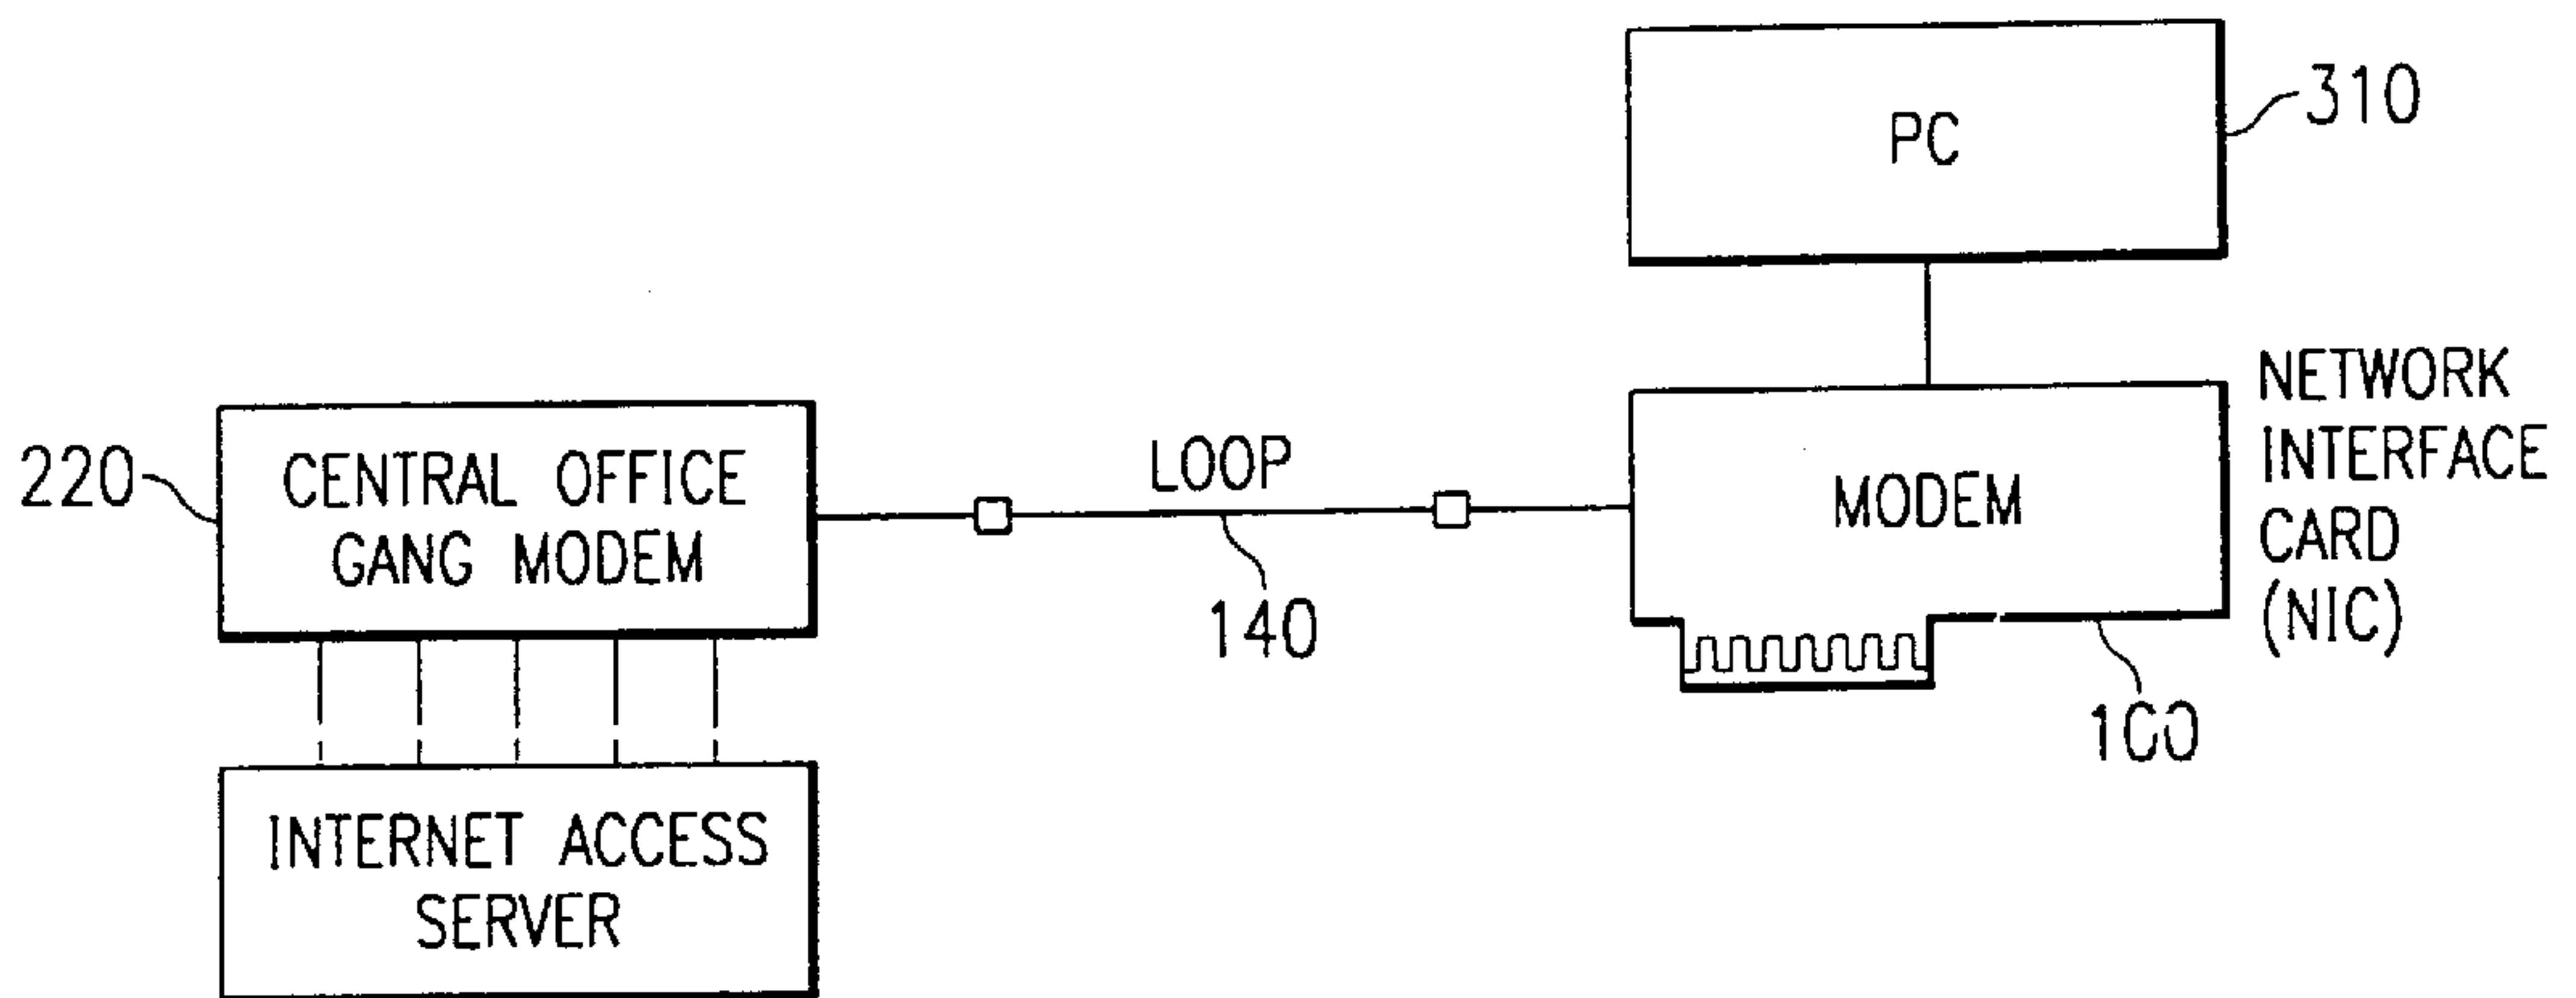 PC
310
NETWORK
INTERFACE
CARD
(NIC)
220
CENTRAL OFFICE
GANG MODEM
LOOP
140
MODEM
100
INTERNET ACCESS
SERVER